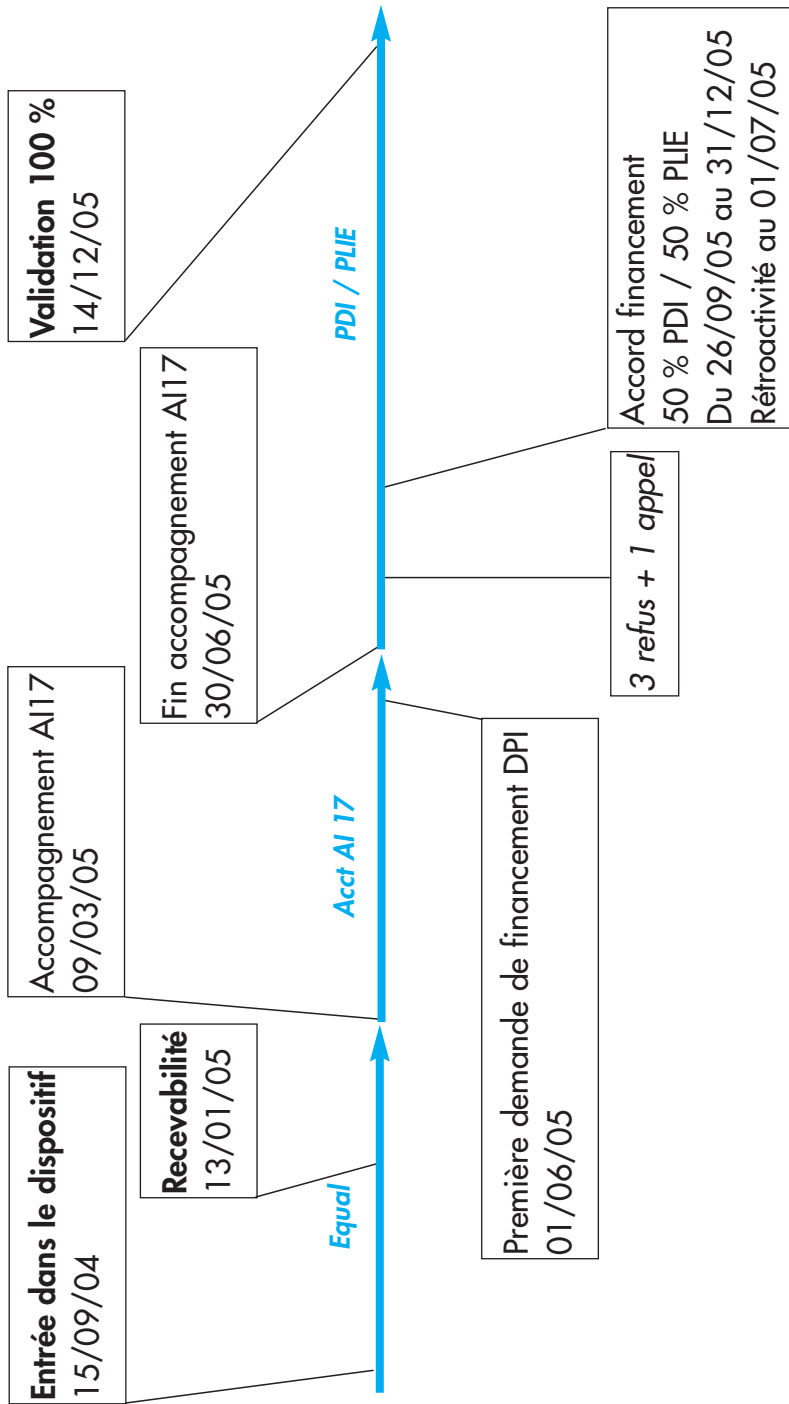 Entrée dans le dispositif
15/09/04
Recevabilité
13/01/05
Accompagnement AI17
09/03/05
Fin accompagnement AI17
30/06/05
Validation 100 %
14/12/05
Equal
Acct AI 17
PDI / PLIE
Première demande de financement DPI
01/06/05
3 refus + 1 appel
Accord financement
50 % PDI / 50 % PLIE
Du 26/09/05 au 31/12/05
Rétroactivité au 01/07/05